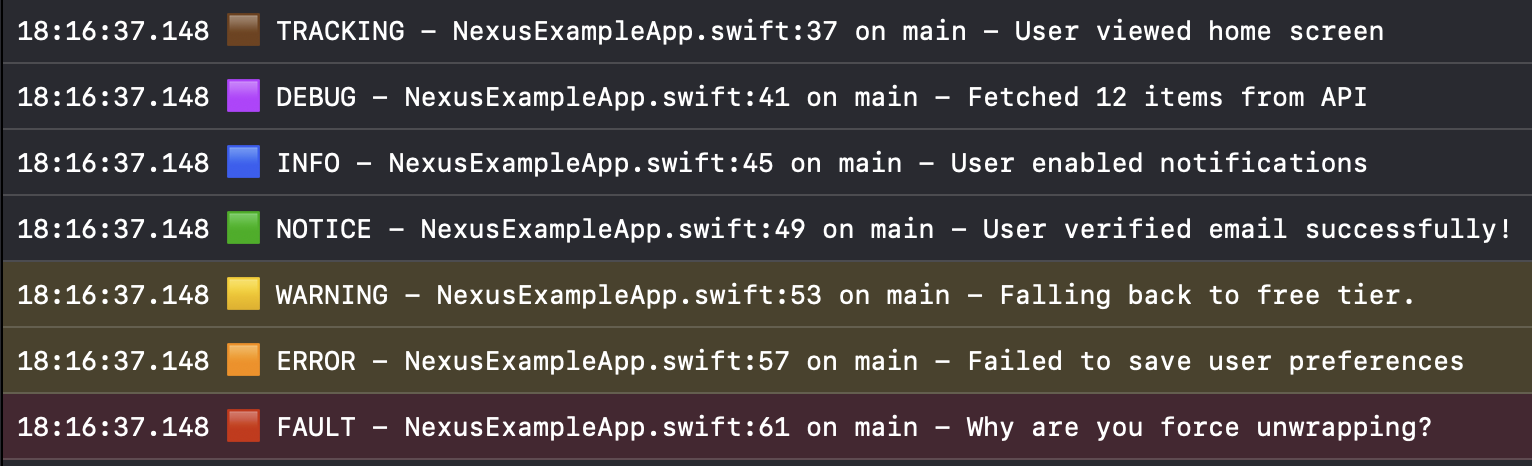 18:16:37.148 🟫 TRACKING – NexusExampleApp.swift:37 on main – User viewed home screen
18:16:37.148 🟪 DEBUG – NexusExampleApp.swift:41 on main – Fetched 12 items from API
18:16:37.148 🟦 INFO – NexusExampleApp.swift:45 on main – User enabled notifications
18:16:37.148 🟩 NOTICE – NexusExampleApp.swift:49 on main – User verified email successfully!
18:16:37.148 🟨 WARNING – NexusExampleApp.swift:53 on main – Falling back to free tier.
18:16:37.148 🟧 ERROR – NexusExampleApp.swift:57 on main – Failed to save user preferences
18:16:37.148 🟥 FAULT – NexusExampleApp.swift:61 on main – Why are you force unwrapping?